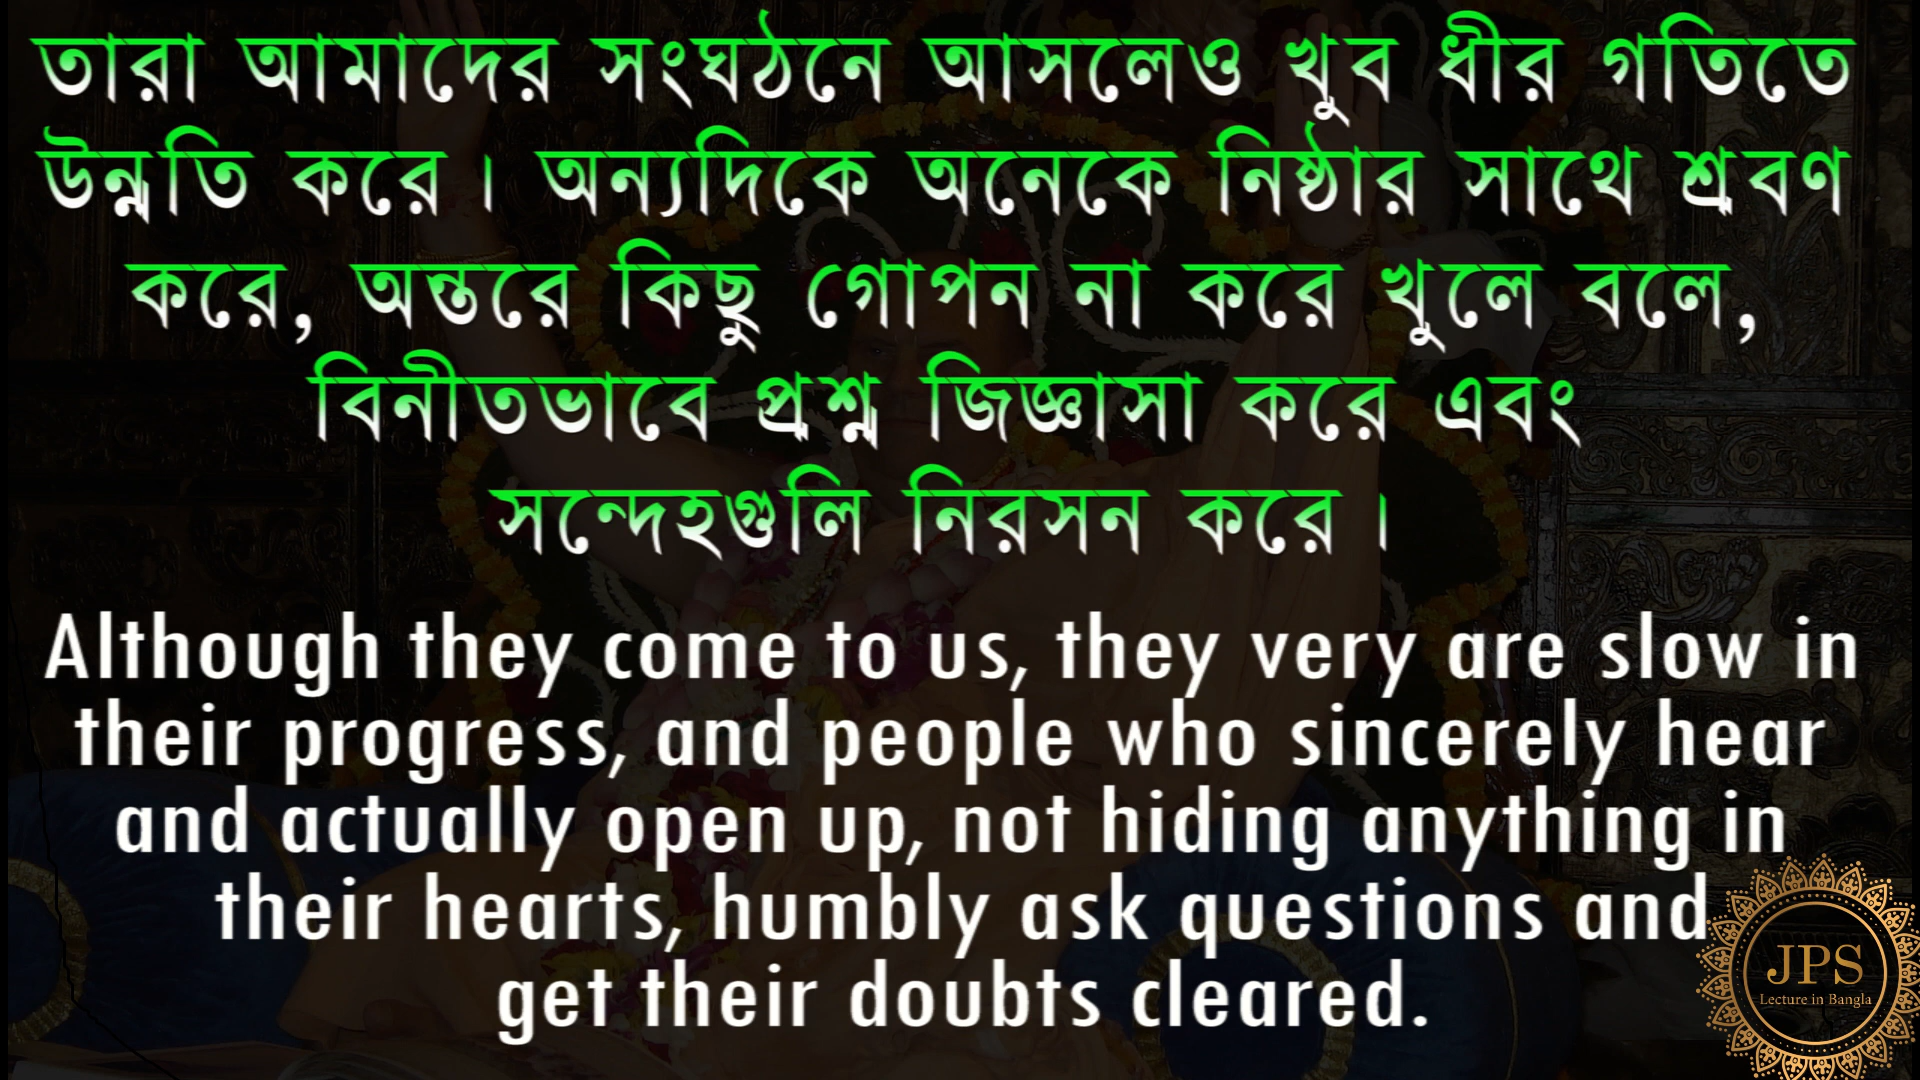 তারা আমাদের সংঘঠনে আসলেও খুব ধীর গতিতে
উন্নতি করে। অন্যদিকে অনেকে নিষ্ঠার সাথে শ্রবণ
করে, অন্তরে কিছু গোপন না করে খুলে বলে,
বিনীতভাবে প্রশ্ন জিজ্ঞাসা করে এবং
সন্দেহগুলি নিরসন করে।
Although they come to us, they very are slow in
their progress, and people who sincerely hear
and actually open up, not hiding anything in
their hearts, humbly ask questions and
get their doubts cleared.
JPS
Lecture in Bangla